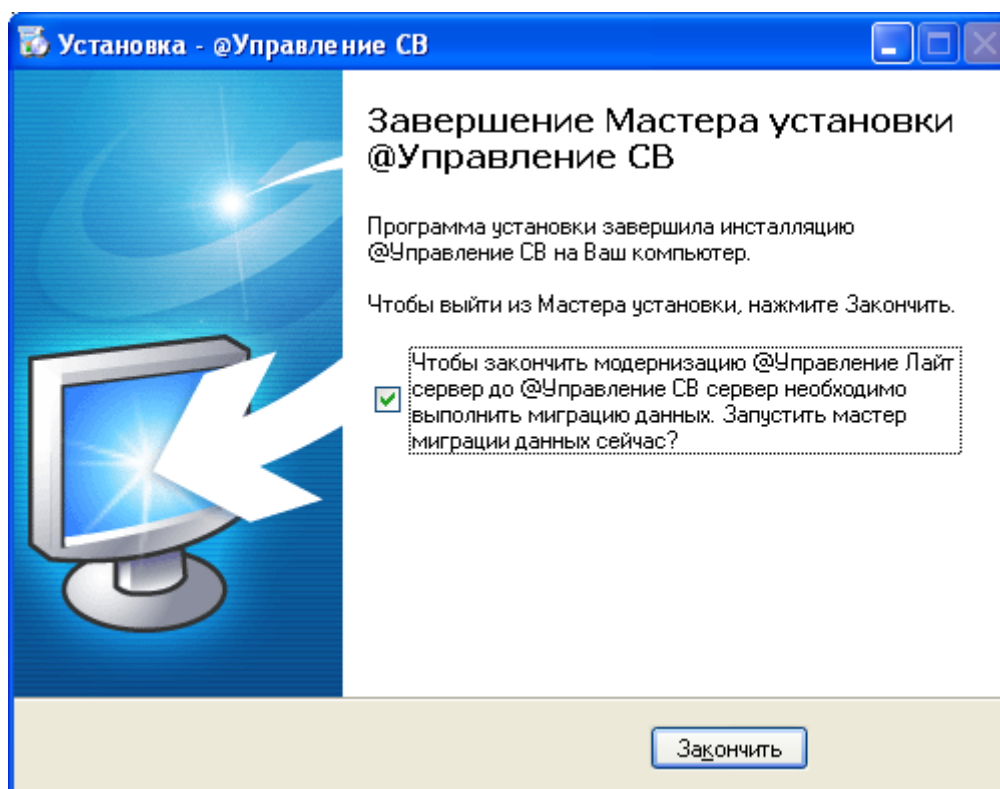 Установка - @Управление СВ
Завершение Мастера установки
@Управление СВ
Программа установки завершила инсталляцию
@Управление СВ на Ваш компьютер.
Чтобы выйти из Мастера установки, нажмите Закончить.
Чтобы закончить модернизацию @Управление Лайт
сервер до @Управление СВ сервер необходимо
выполнить миграцию данных. Запустить мастер
миграции данных сейчас?
Закончить